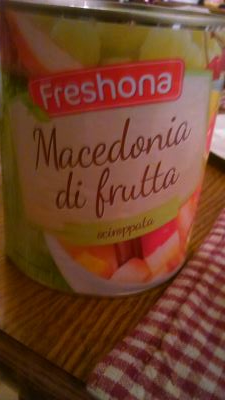 Freshona
Macedonia
di frutta
sciroppata